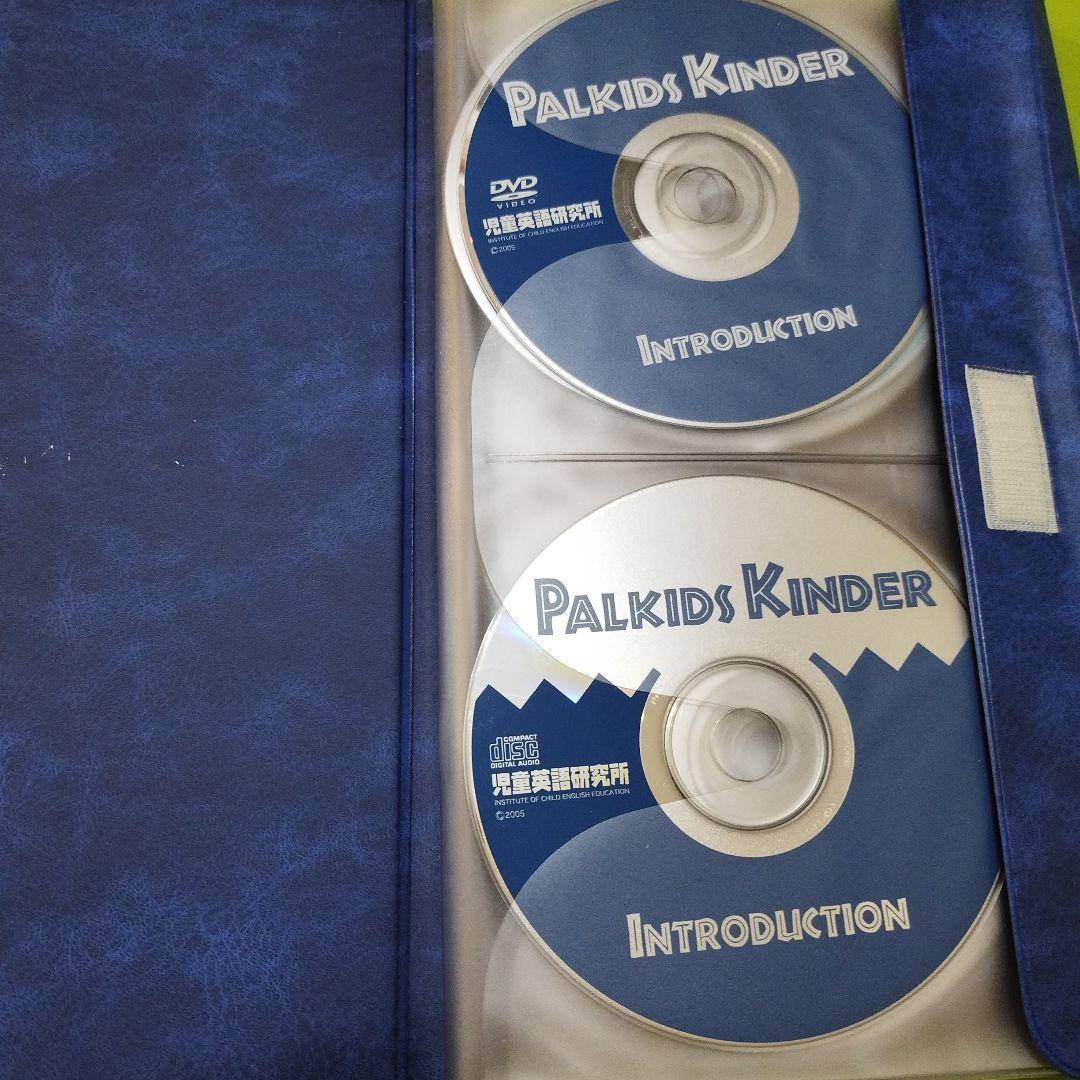 PALKIDS KINDER
DVD
VIDEO
児童英語研究所
INSTITUTE OF CHILD ENGLISH EDUCATION
©2005
INTRODUCTION
PALKIDS KINDER
COMPACT
disc
DIGITAL AUDIO
児童英語研究所
INSTITUTE OF CHILD ENGLISH EDUCATION
©2005
INTRODUCTION